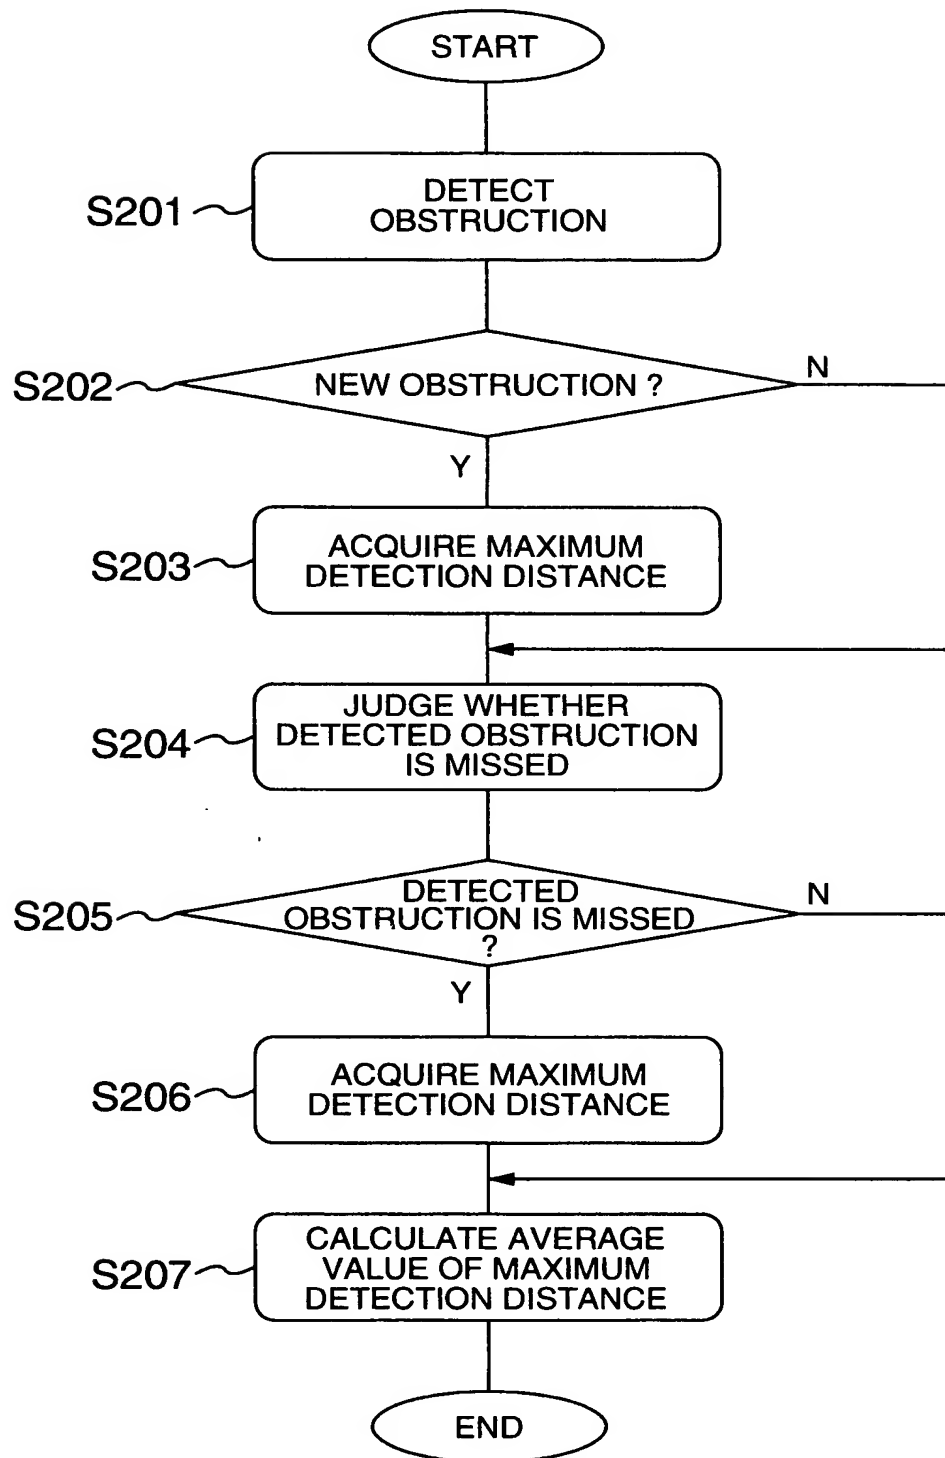 START
S201
DETECT
OBSTRUCTION
S202
NEW OBSTRUCTION ?
N
Y
S203
ACQUIRE MAXIMUM
DETECTION DISTANCE
S204
JUDGE WHETHER
DETECTED OBSTRUCTION
IS MISSED
S205
DETECTED
OBSTRUCTION IS MISSED
?
N
Y
S206
ACQUIRE MAXIMUM
DETECTION DISTANCE
S207
CALCULATE AVERAGE
VALUE OF MAXIMUM
DETECTION DISTANCE
END